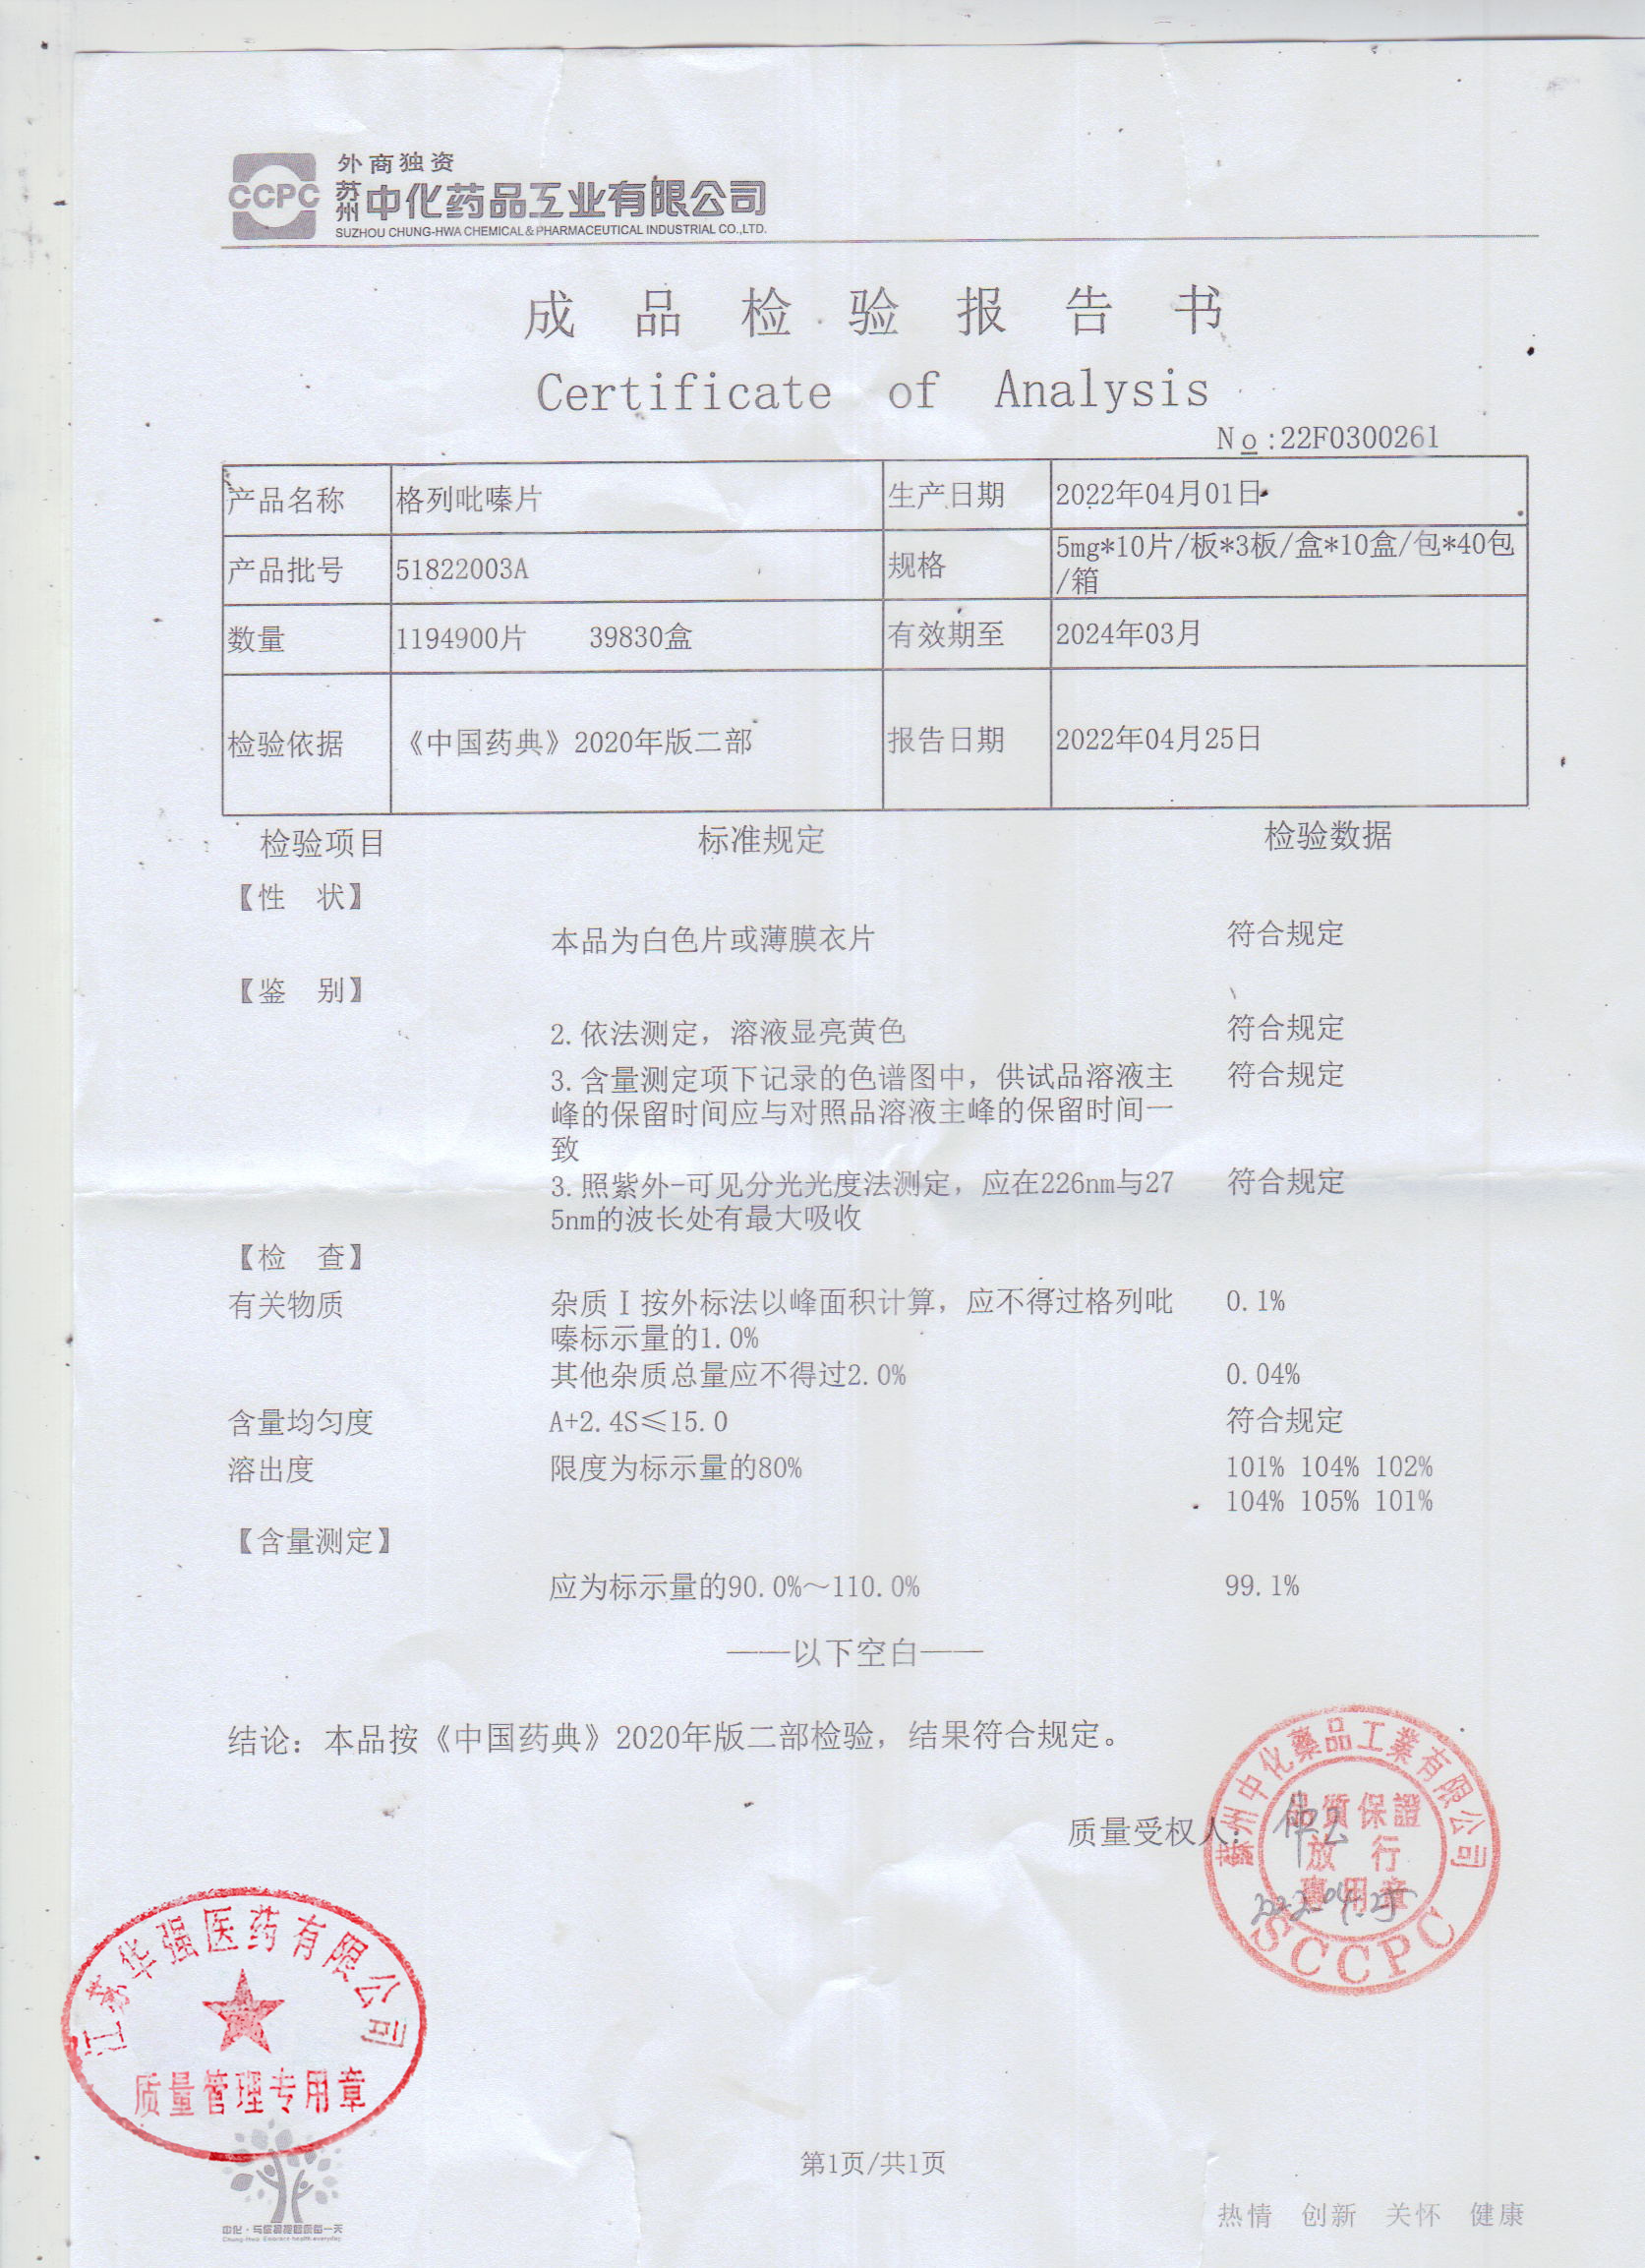 CCPC
外商独资
苏州中化药品工业有限公司
SUZHOU CHUNG-HWA CHEMICAL & PHARMACEUTICAL INDUSTRIAL CO.,LTD.
成品检验报告书
Certificate of Analysis
No:22F0300261
产品名称 格列吡嗪片 生产日期 2022年04月01日
产品批号 51822003A 规格 5mg*10片/板*3板/盒*10盒/包*40包
/箱
数量 1194900片 39830盒 有效期至 2024年03月
检验依据 《中国药典》2020年版二部 报告日期 2022年04月25日
检验项目 标准规定 检验数据
【性 状】
本品为白色片或薄膜衣片 符合规定
【鉴 别】
2.依法测定，溶液显亮黄色 符合规定
3.含量测定项下记录的色谱图中，供试品溶液主 符合规定
峰的保留时间应与对照品溶液主峰的保留时间一
致
3.照紫外-可见分光光度法测定，应在226nm与27 符合规定
5nm的波长处有最大吸收
【检 查】
有关物质 杂质Ⅰ按外标法以峰面积计算，应不得过格列吡 0.1%
嗪标示量的1.0%
其他杂质总量应不得过2.0% 0.04%
含量均匀度 A+2.4S≤15.0 符合规定
溶出度 限度为标示量的80% 101% 104% 102%
104% 105% 101%
【含量测定】
应为标示量的90.0%～110.0% 99.1%
——以下空白——
结论：本品按《中国药典》2020年版二部检验，结果符合规定。
质量受权人：
蘇州中化藥品工業有限公司
品質保證
放行
專用章
2022.04.25
SCCPC
江苏华强医药有限公司
质量管理专用章
第1页/共1页
Chung-Hwa Embrace health everyday
热情 创新 关怀 健康